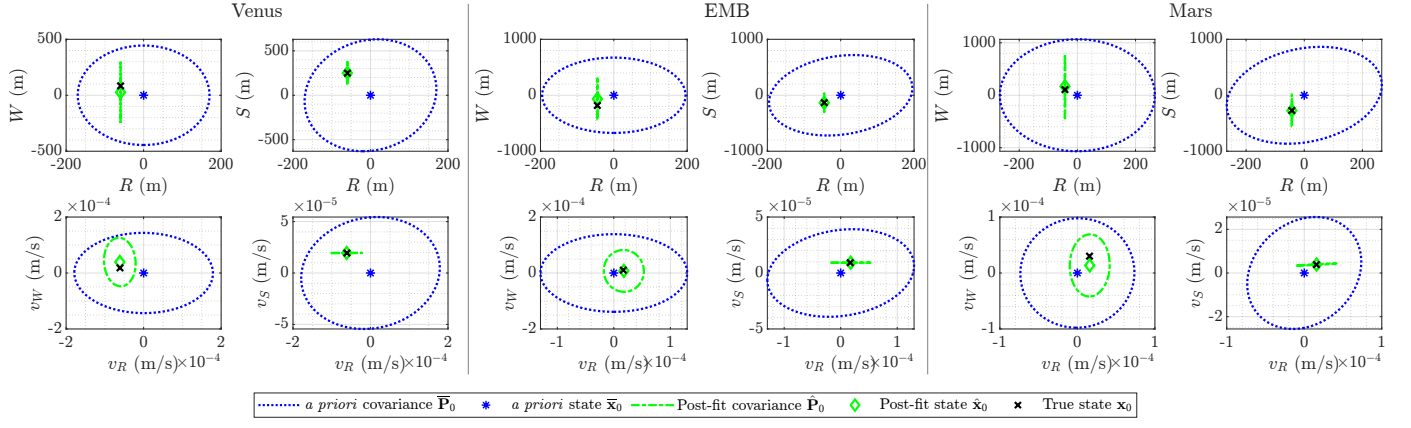 Venus
EMB
Mars
500
0
-500
W (m)
-200
0
200
R (m)
500
0
-500
S (m)
-200
0
200
R (m)
1000
0
-1000
W (m)
-200
0
200
R (m)
1000
0
-1000
S (m)
-200
0
200
R (m)
1000
0
-1000
W (m)
-200
0
200
R (m)
1000
0
-1000
S (m)
-200
0
200
R (m)
×10⁻⁴
2
0
-2
v_W (m/s)
-2
0
2
v_R (m/s)×10⁻⁴
×10⁻⁵
5
0
-5
v_S (m/s)
-2
0
2
v_R (m/s)×10⁻⁴
×10⁻⁴
2
0
-2
v_W (m/s)
-1
0
1
v_R (m/s)×10⁻⁴
×10⁻⁵
5
0
-5
v_S (m/s)
-1
0
1
v_R (m/s)×10⁻⁴
×10⁻⁴
1
0
-1
v_W (m/s)
-1
0
1
v_R (m/s)×10⁻⁴
×10⁻⁵
2
0
-2
v_S (m/s)
-1
0
1
v_R (m/s)×10⁻⁴
a priori covariance P̅₀ a priori state x̅₀ Post-fit covariance P̂₀ Post-fit state x̂₀ True state x₀